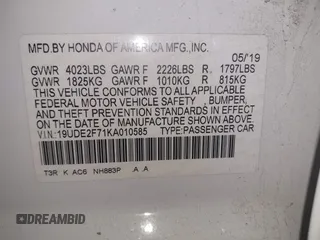 MFD.BY HONDA OF AMERICA MFG.,INC.
05/19
GVWR 4023LBS GAWR F 2226LBS R 1797LBS
GVWR 1825KG GAWR F 1010KG R 815KG
THIS VEHICLE CONFORMS TO ALL APPLICABLE
FEDERAL MOTOR VEHICLE SAFETY , BUMPER,
AND THEFT PREVENTION STANDARDS IN EFFECT
ON THE DATE OF MANUFACTURE SHOWN ABOVE.
V.I.N.:19UDE2F71KA010585 TYPE:PASSENGER CAR
T3R K AC6 NH883P A A
DREAMBID